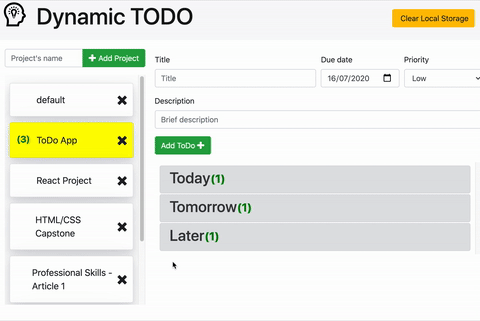 Dynamic TODO
Clear Local Storage
Project's name
+ Add Project
default
(3) ToDo App
React Project
HTML/CSS
Capstone
Professional Skills -
Article 1
Title
Due date
Priority
Title
16/07/2020
Low
Description
Brief description
Add ToDo +
Today(1)
Tomorrow(1)
Later(1)